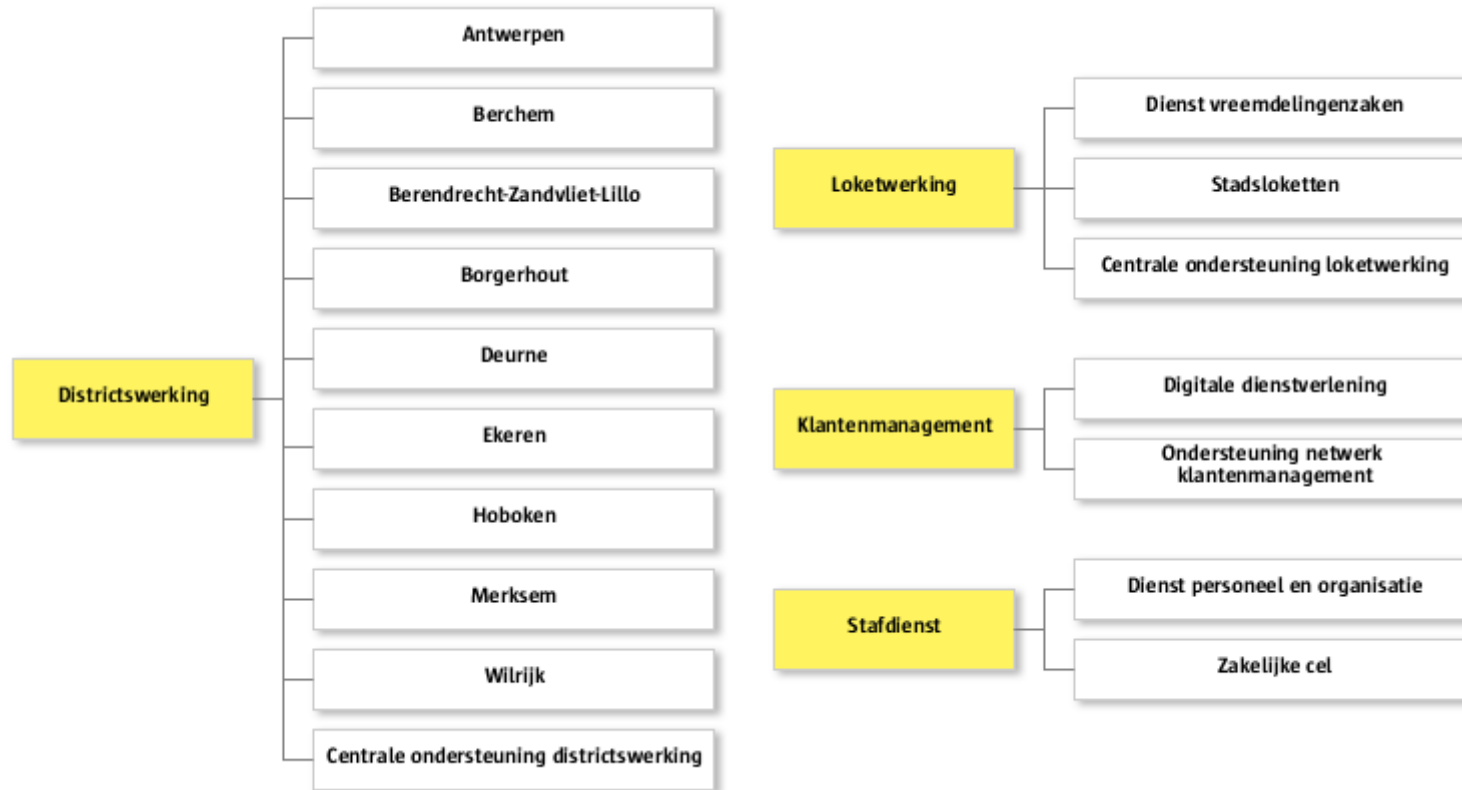 Districtswerking
Antwerpen
Berchem
Berendrecht-Zandvliet-Lillo
Borgerhout
Deurne
Ekeren
Hoboken
Merksem
Wilrijk
Centrale ondersteuning districtswerking
Loketwerking
Dienst vreemdelingenzaken
Stadsloketten
Centrale ondersteuning loketwerking
Klantenmanagement
Digitale dienstverlening
Ondersteuning netwerk
klantenmanagement
Stafdienst
Dienst personeel en organisatie
Zakelijke cel